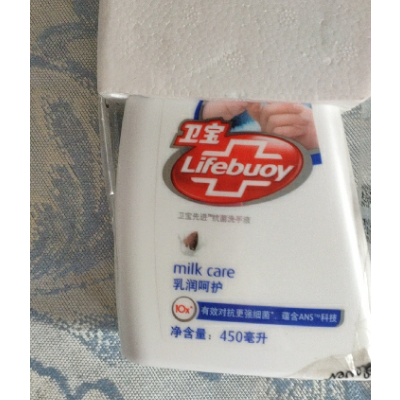 卫宝
Lifebuoy
卫宝先进™抗菌洗手液
milk care
乳润呵护
10x* 有效对抗更强细菌*，蕴含ANS™科技
净含量：450毫升